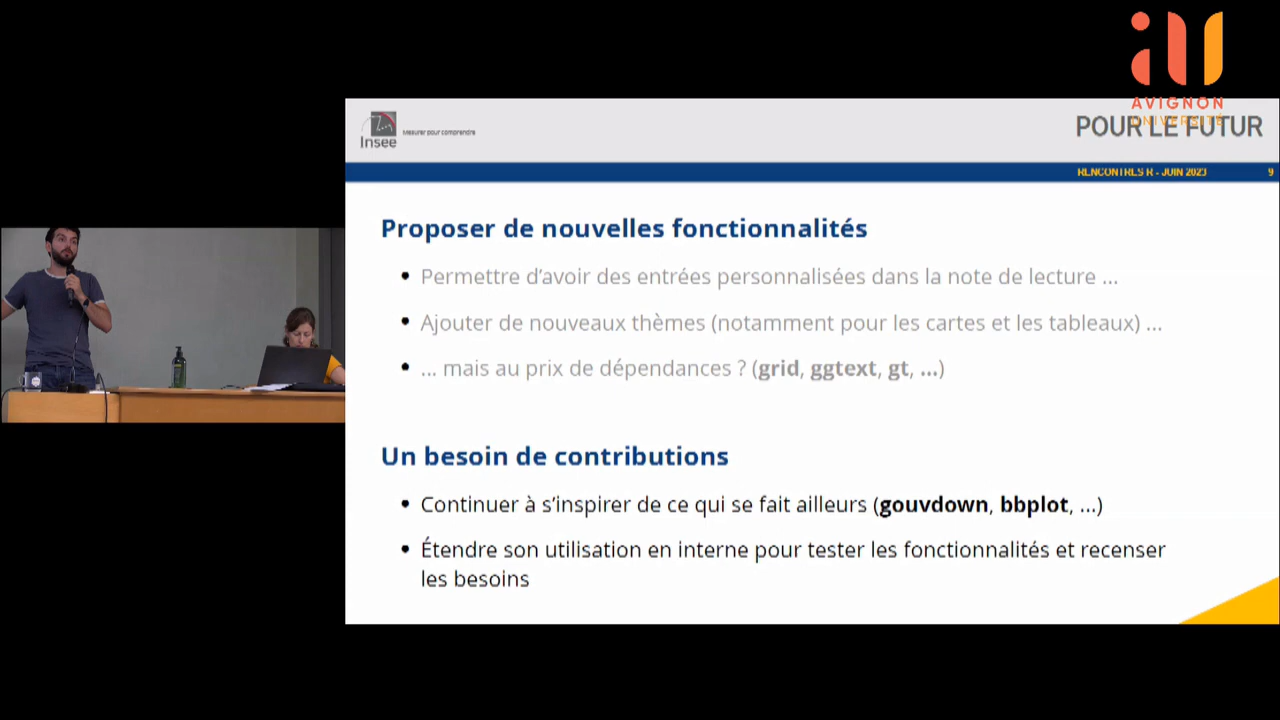 AVIGNON
UNIVERSITÉ
Insee
Mesurer pour comprendre
POUR LE FUTUR
RENCONTRES R - JUIN 2023
9
Proposer de nouvelles fonctionnalités
• Permettre d’avoir des entrées personnalisées dans la note de lecture ...
• Ajouter de nouveaux thèmes (notamment pour les cartes et les tableaux) ...
• ... mais au prix de dépendances ? (grid, ggtext, gt, ...)
Un besoin de contributions
• Continuer à s’inspirer de ce qui se fait ailleurs (gouvdown, bbplot, ...)
• Étendre son utilisation en interne pour tester les fonctionnalités et recenser
les besoins